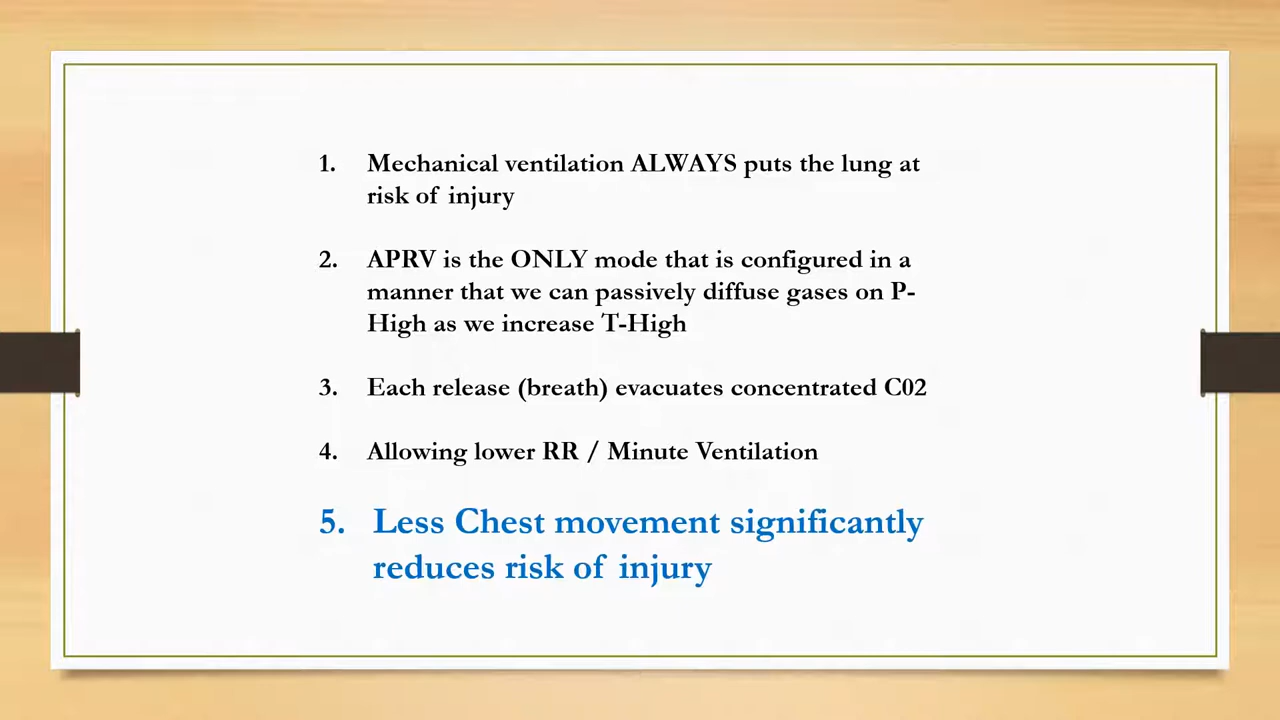 1. Mechanical ventilation ALWAYS puts the lung at
risk of injury
2. APRV is the ONLY mode that is configured in a
manner that we can passively diffuse gases on P-
High as we increase T-High
3. Each release (breath) evacuates concentrated C02
4. Allowing lower RR / Minute Ventilation
5. Less Chest movement significantly
reduces risk of injury